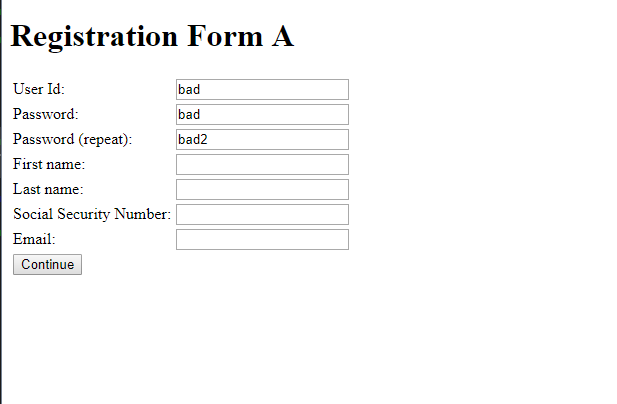 Registration Form A
User Id: bad
Password: bad
Password (repeat): bad2
First name:
Last name:
Social Security Number:
Email:
Continue